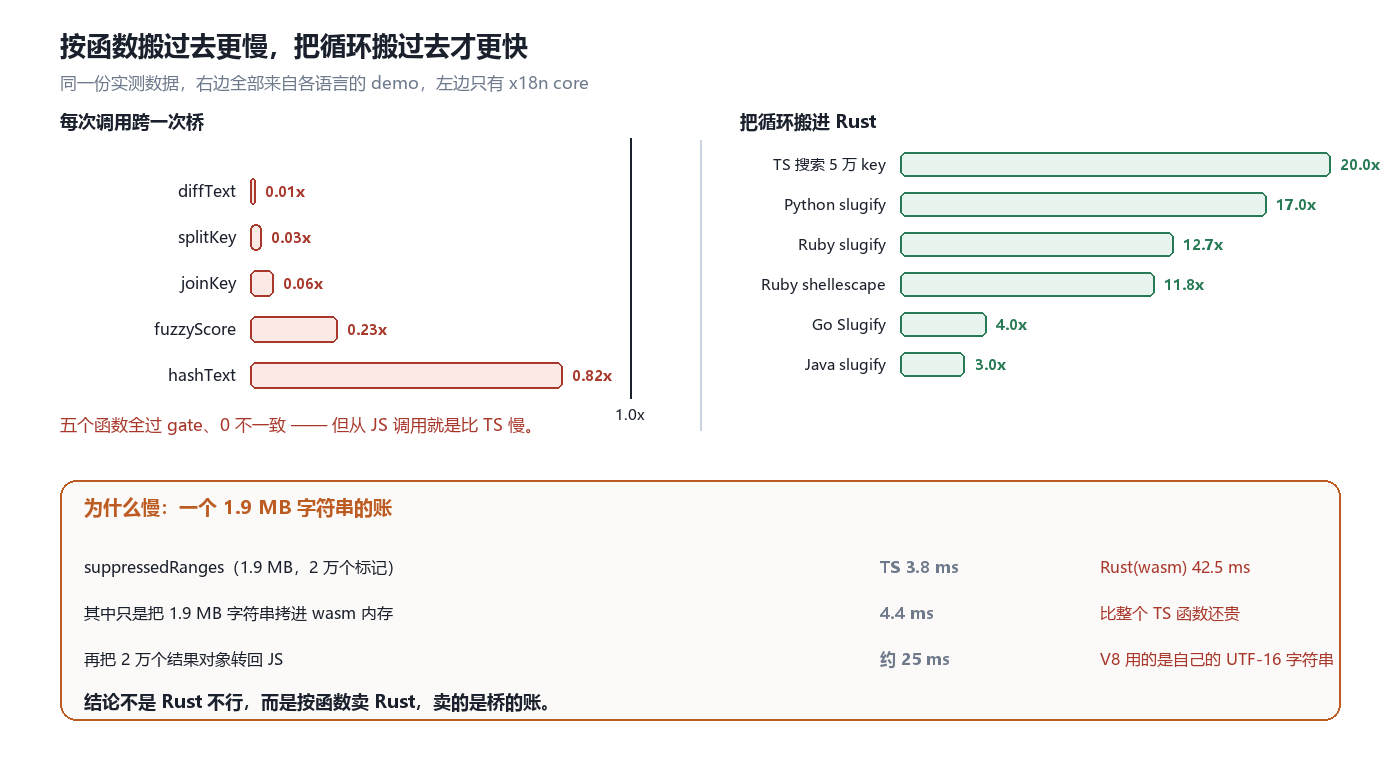 按函数搬过去更慢，把循环搬过去才更快
同一份实测数据，右边全部来自各语言的 demo，左边只有 x18n core
每次调用跨一次桥
diffText 0.01x
splitKey 0.03x
joinKey 0.06x
fuzzyScore 0.23x
hashText 0.82x
1.0x
五个函数全过 gate、0 不一致 —— 但从 JS 调用就是比 TS 慢。
把循环搬进 Rust
TS 搜索 5 万 key 20.0x
Python slugify 17.0x
Ruby slugify 12.7x
Ruby shellescape 11.8x
Go Slugify 4.0x
Java slugify 3.0x
为什么慢：一个 1.9 MB 字符串的账
suppressedRanges（1.9 MB，2 万个标记） TS 3.8 ms Rust(wasm) 42.5 ms
其中只是把 1.9 MB 字符串拷进 wasm 内存 4.4 ms 比整个 TS 函数还贵
再把 2 万个结果对象转回 JS 约 25 ms V8 用的是自己的 UTF-16 字符串
结论不是 Rust 不行，而是按函数卖 Rust，卖的是桥的账。